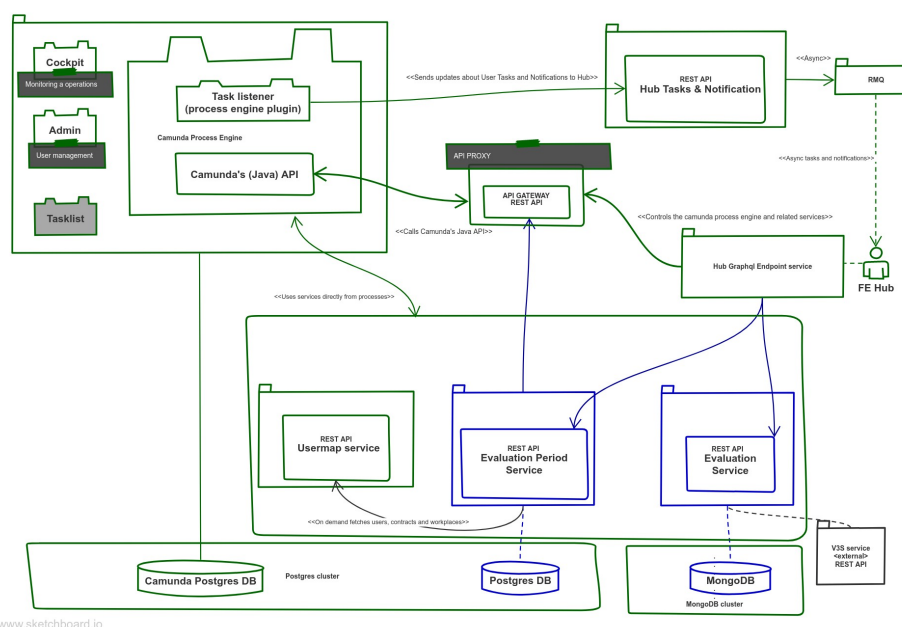 Cockpit
Monitoring a operations
Admin
User management
Tasklist
Task listener
(process engine plugin)
Camunda Process Engine
Camunda's (Java) API
<<Sends updates about User Tasks and Notifications to Hub>>
REST API
Hub Tasks & Notification
<<Async>>
RMQ
<<Async tasks and notifications>>
API PROXY
API GATEWAY
REST API
<<Calls Camunda's Java API>>
<<Controls the camunda process engine and related services>>
Hub Graphql Endpoint service
FE Hub
<<Uses services directly from processes>>
REST API
Usermap service
REST API
Evaluation Period
Service
REST API
Evaluation
Service
<<On demand fetches users, contracts and workplaces>>
V3S service
<external>
REST API
Camunda Postgres DB
Postgres cluster
Postgres DB
MongoDB
MongoDB cluster
www.sketchboard.io